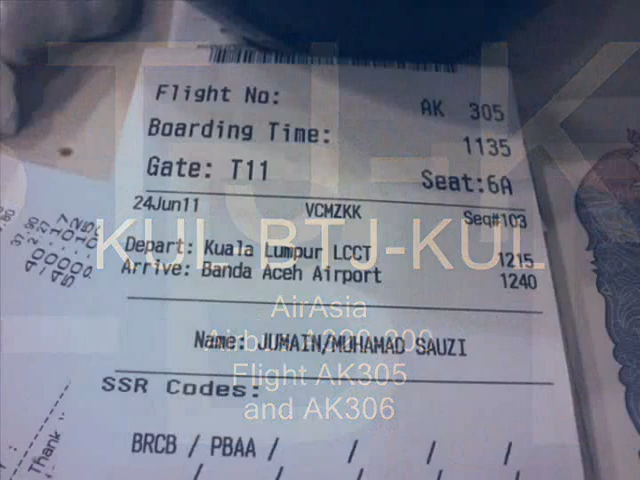 Flight No: AK 305
Boarding Time: 1135
Gate: T11 Seat:6A
24Jun11 VCMZKK Seq#103
KUL BTJ-KUL
Depart: Kuala Lumpur LCCT 1215
Arrive: Banda Aceh Airport 1240
AirAsia
Name: JUMAIN/MUHAMAD SAUZI
Flight AK305
and AK306
SSR Codes:
BRCB / PBAA / / / /
Thank